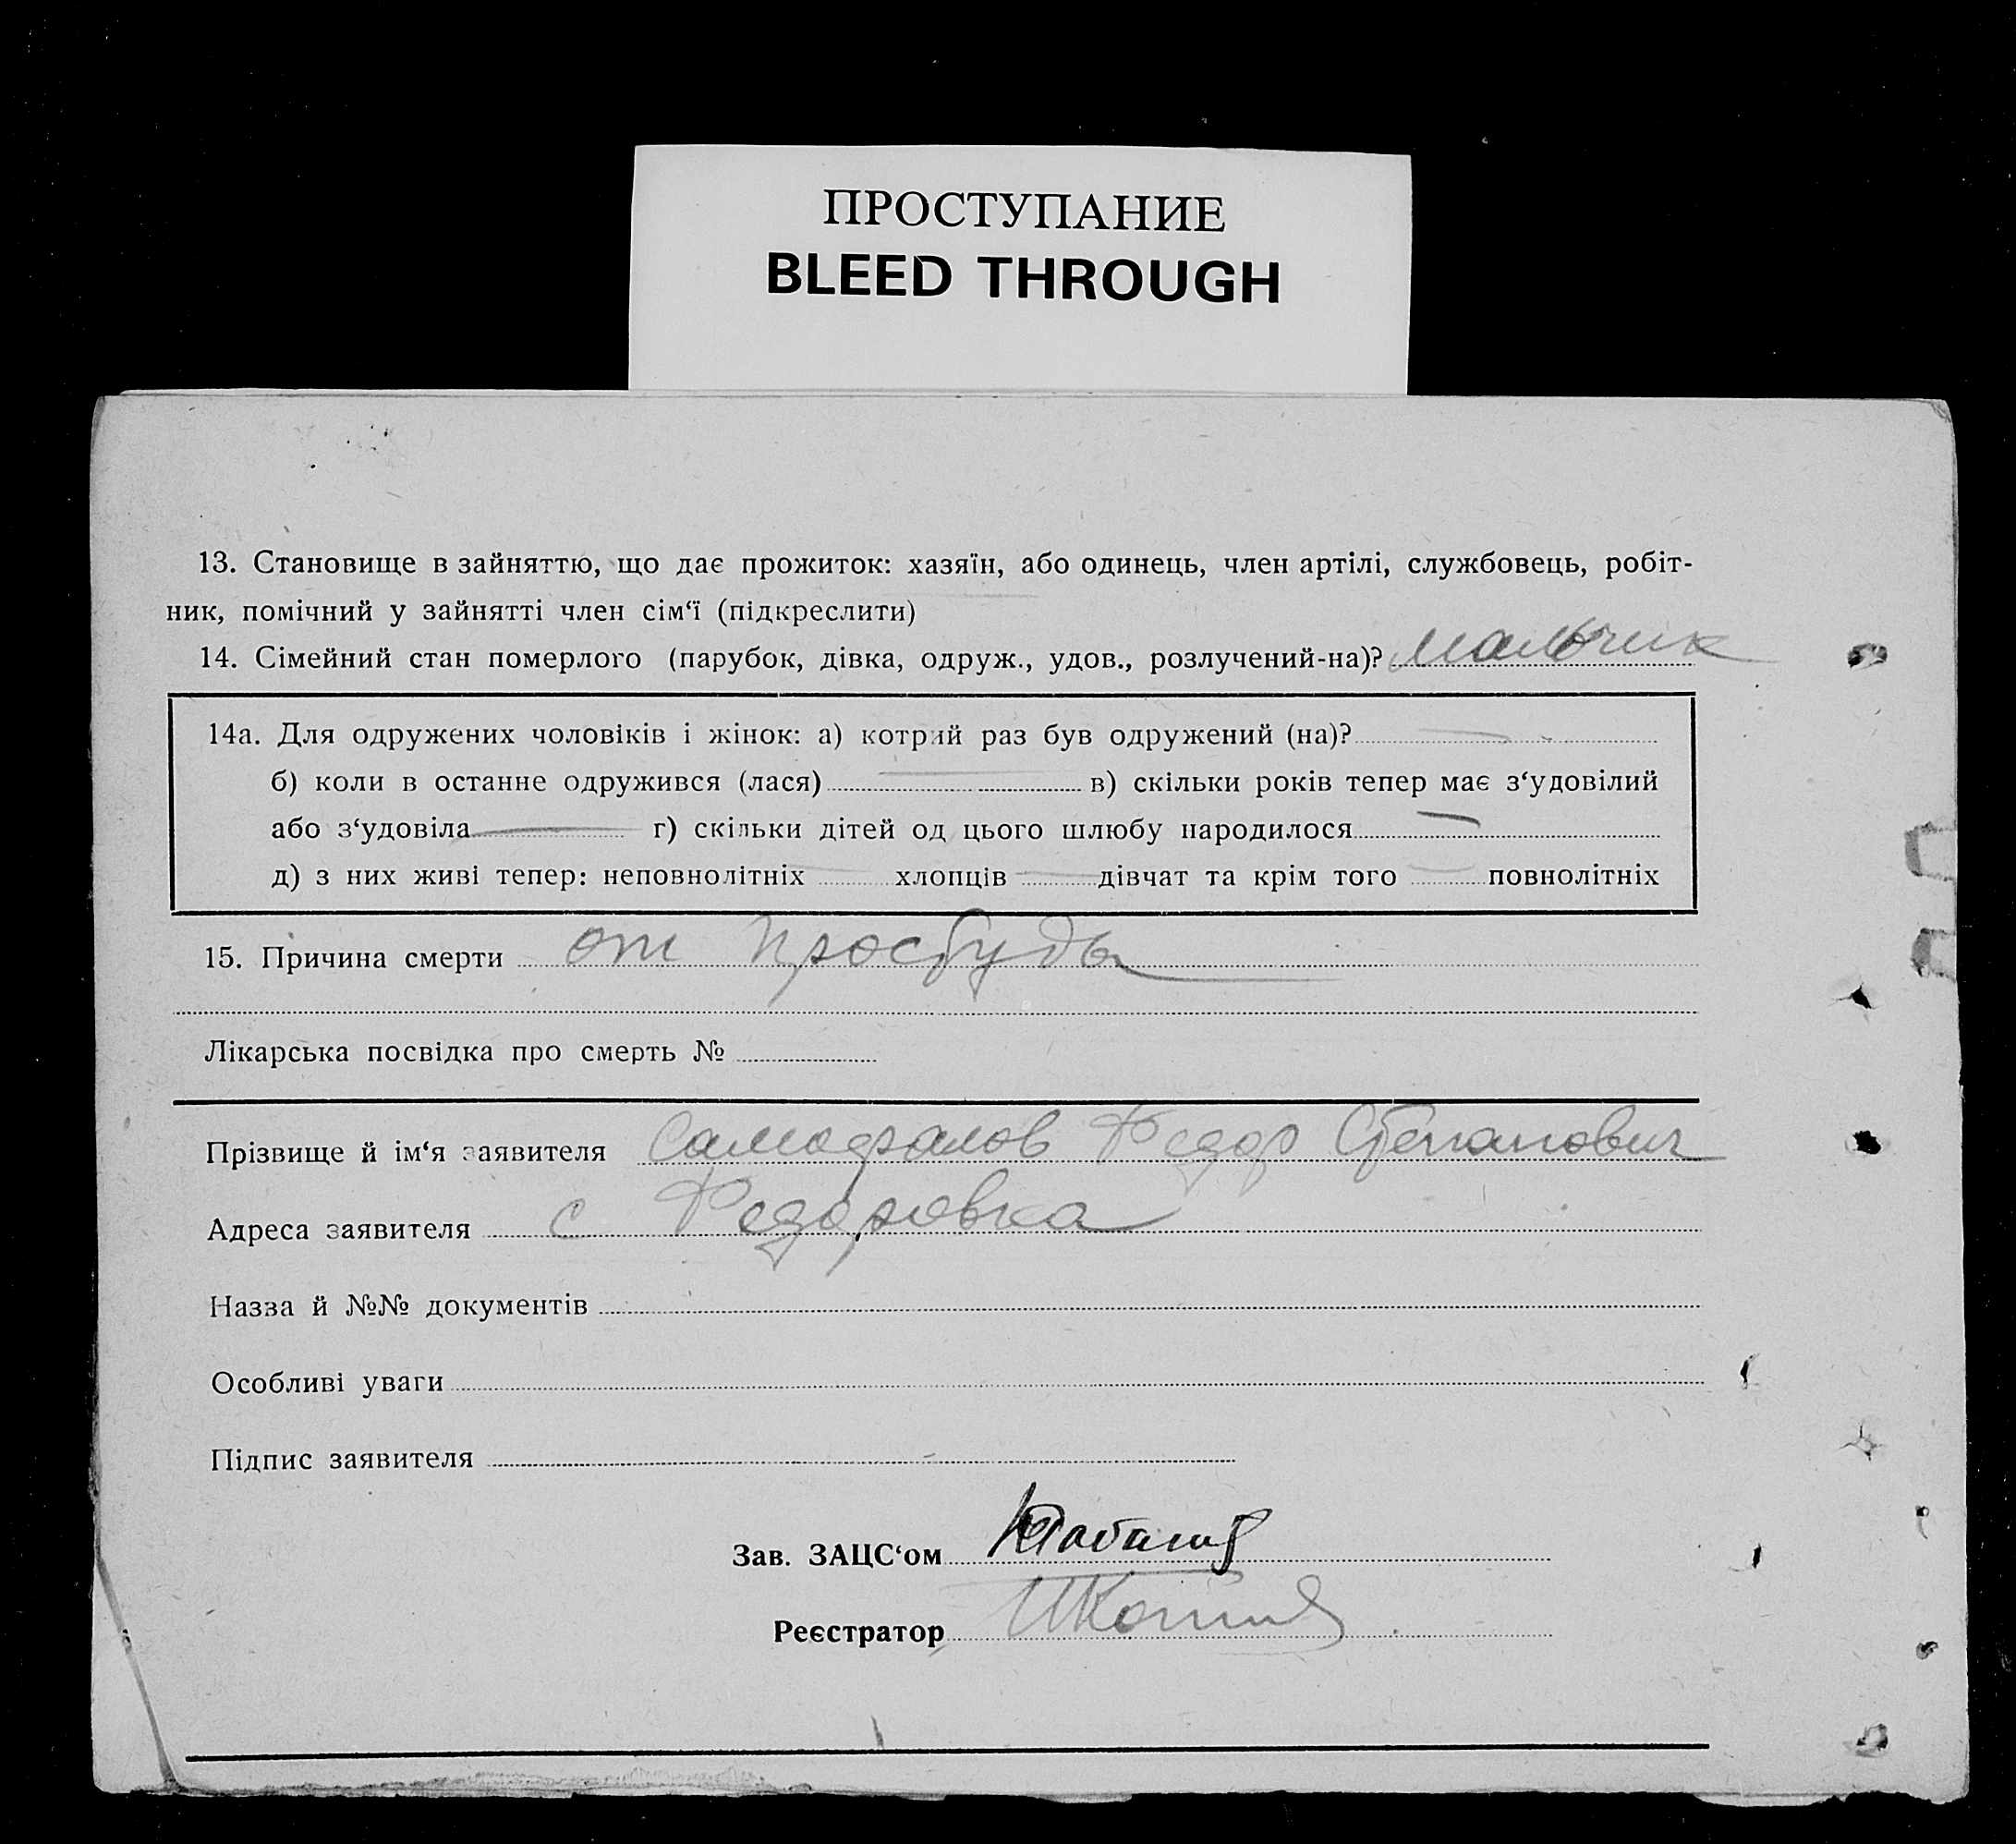 ПРОСТУПАНИЕ
BLEED THROUGH
13. Становище в зайняттю, що дає прожиток: хазяїн, або одинець, член артілі, службовець, робіт-
ник, помічний у зайнятті член сім‘ї (підкреслити)
14. Сімейний стан померлого (парубок, дівка, одруж., удов., розлучений-на)? мальчик
14а. Для одружених чоловіків і жінок: а) котрий раз був одружений (на)?
б) коли в останне одружився (лася) в) скільки років тепер має з‘удовілий
або з‘удовіла г) скільки дітей од цього шлюбу народилося
д) з них живі тепер: неповнолітніх хлопців дівчат та крім того повнолітніх
15. Причина смерти от просбуды
Лікарська посвідка про смерть №
Прізвище й ім‘я заявителя Самофалов Федор Степанович
Адреса заявителя с Федоровка
Назва й №№ документів
Особливі уваги
Підпис заявителя
Зав. ЗАЦС‘ом
Реєстратор